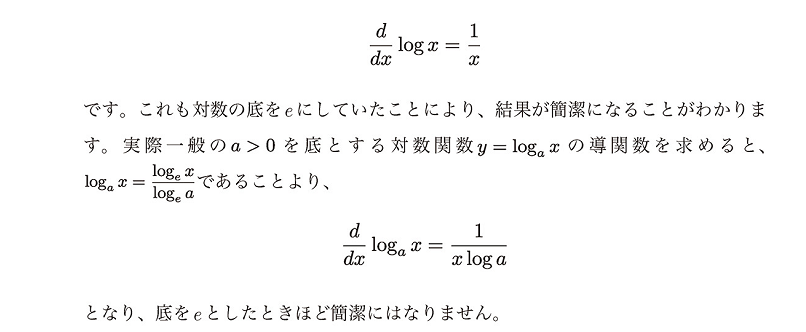 d/dx log x = 1/x
です。これも対数の底をeにしていたことにより、結果が簡潔になることがわかりま
す。実際一般のa > 0 を底とする対数関数y = log_a x の導関数を求めると、
log_a x = log_e x / log_e a であることより、
d/dx log_a x = 1/(x log a)
となり、底をeとしたときほど簡潔にはなりません。